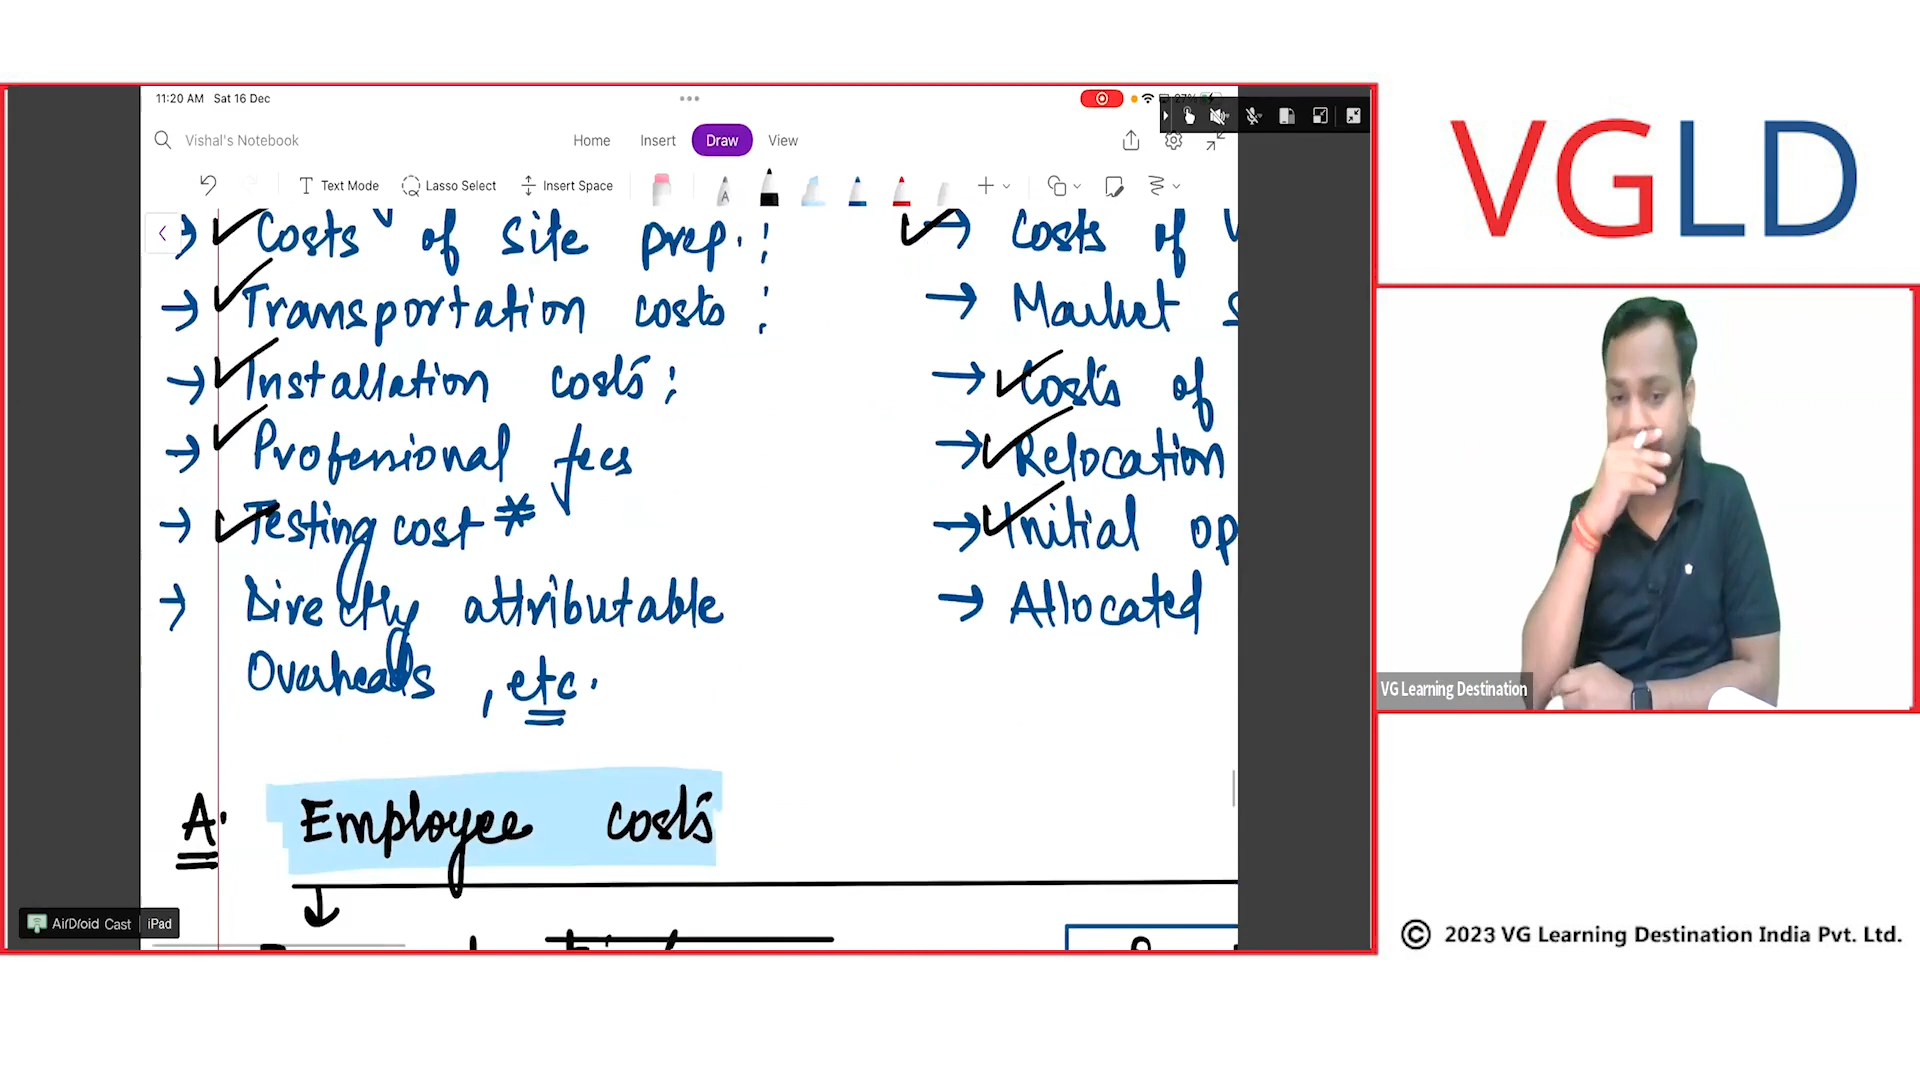 11:20 AM Sat 16 Dec
27%
Vishal's Notebook
Home Insert Draw View
Text Mode Lasso Select Insert Space
→ Costs of site prep. ;
→ Transportation costs ;
→ Installation costs ;
→ Professional fees
→ Testing cost *
→ Directly attributable
Overheads , etc.
→ Costs of
→ Market
→ Costs of
→ Relocation
→ Initial op
→ Allocated
A. Employee costs
AirDroid Cast iPad
VGLD
VG Learning Destination
© 2023 VG Learning Destination India Pvt. Ltd.